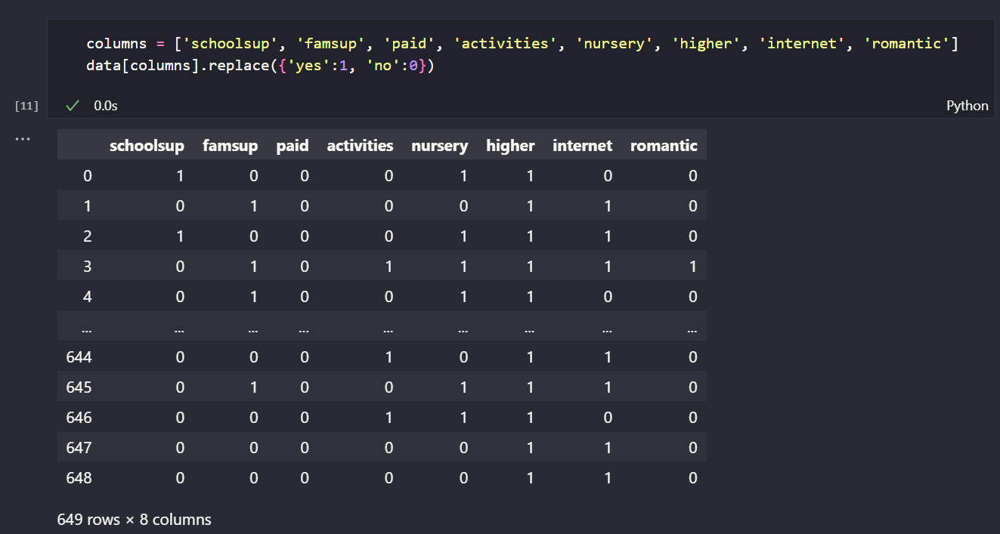 columns = ['schoolsup', 'famsup', 'paid', 'activities', 'nursery', 'higher', 'internet', 'romantic']
data[columns].replace({'yes':1, 'no':0})
[11] ✓ 0.0s Python
...
schoolsup famsup paid activities nursery higher internet romantic
0 1 0 0 0 1 1 0 0
1 0 1 0 0 0 1 1 0
2 1 0 0 0 1 1 1 0
3 0 1 0 1 1 1 1 1
4 0 1 0 0 1 1 0 0
... ... ... ... ... ... ... ... ...
644 0 0 0 1 0 1 1 0
645 0 1 0 0 1 1 1 0
646 0 0 0 1 1 1 0 0
647 0 0 0 0 0 1 1 0
648 0 0 0 0 0 1 1 0
649 rows × 8 columns